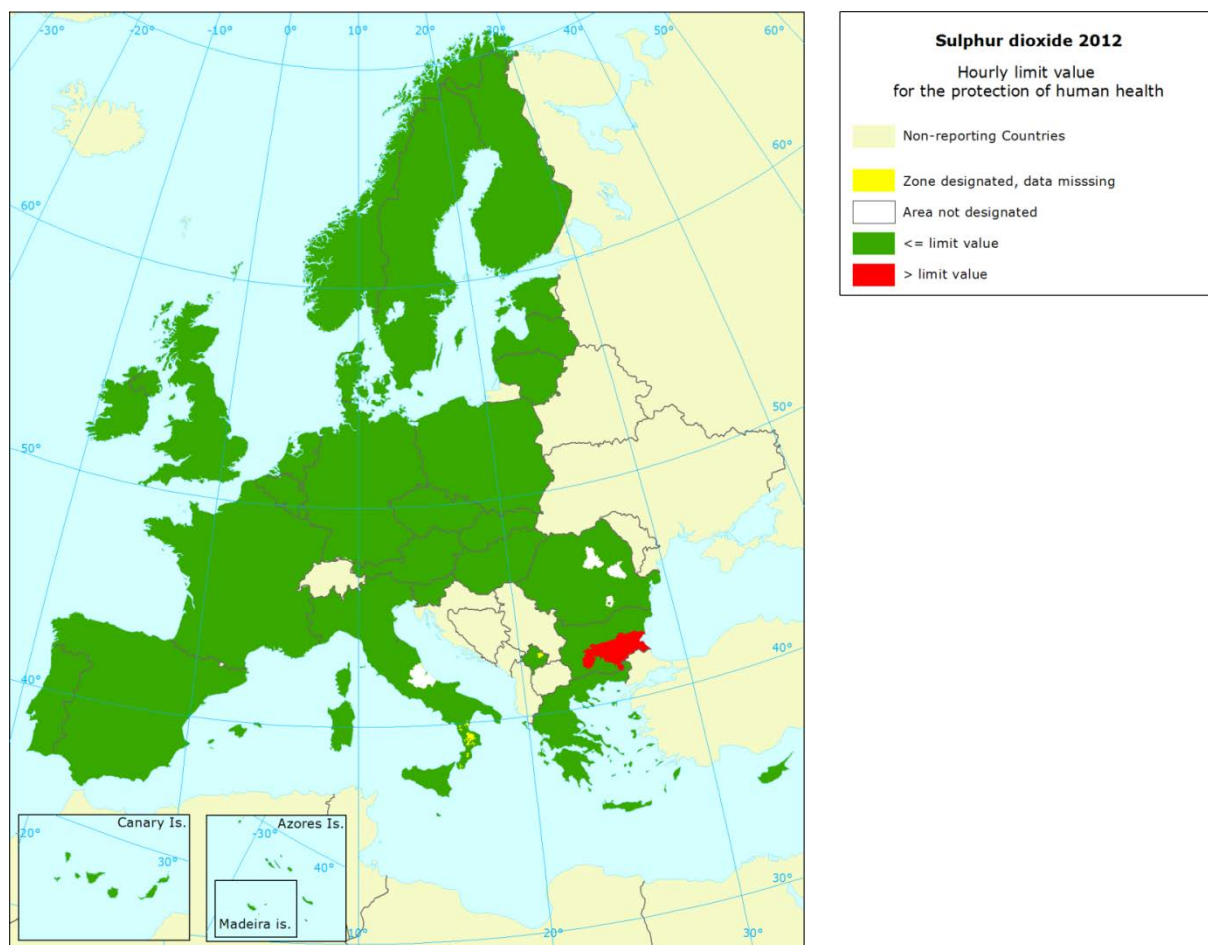 Sulphur dioxide 2012
Hourly limit value
for the protection of human health
Non-reporting Countries
Zone designated, data misssing
Area not designated
<= limit value
> limit value
-30° -20° -10° 0° 10° 20° 30° 40° 50° 60°
60°
60°
50°
50°
40°
40°
30°
Canary Is.
-20°
30°
Azores Is.
-30°
40°
Madeira is.
10°
20°
30°